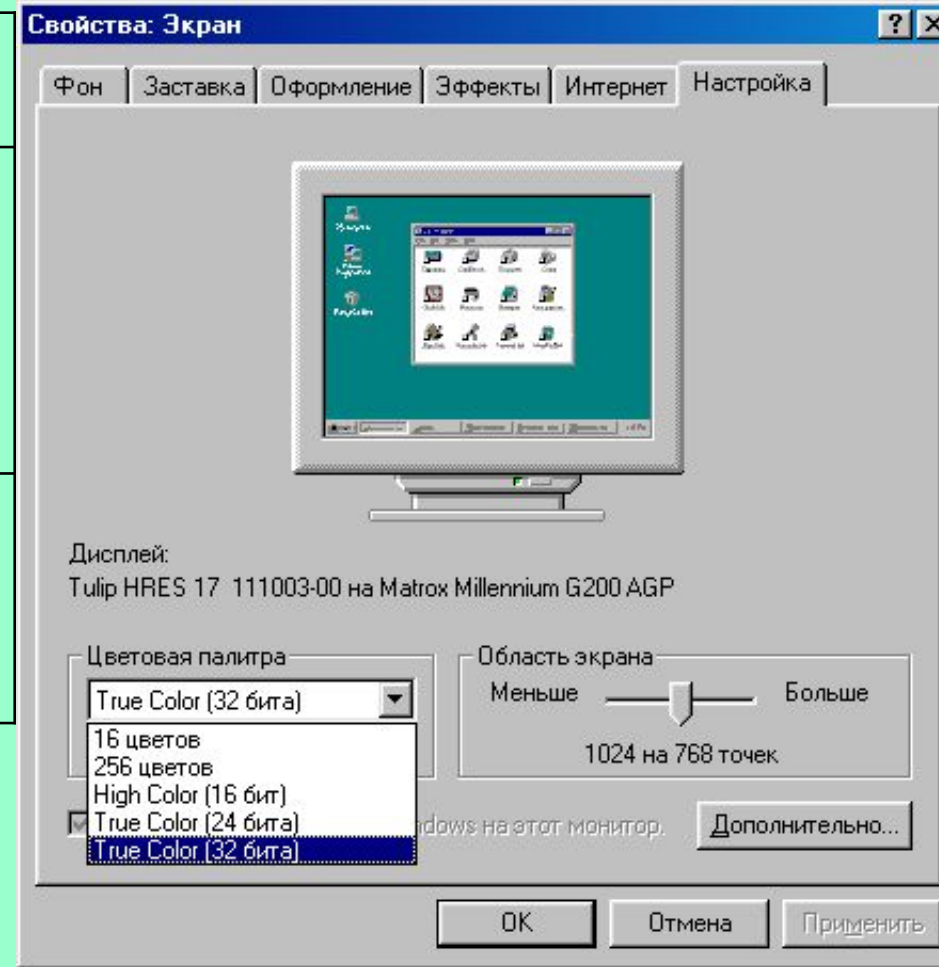 Свойства: Экран
Фон Заставка Оформление Эффекты Интернет Настройка
Дисплей:
Tulip HRES 17 111003-00 на Matrox Millennium G200 AGP
Цветовая палитра
True Color (32 бита)
16 цветов
256 цветов
High Color (16 бит)
True Color (24 бита)
True Color (32 бита)
Область экрана
Меньше Больше
1024 на 768 точек
на этот монитор.
Дополнительно...
OK Отмена Применить